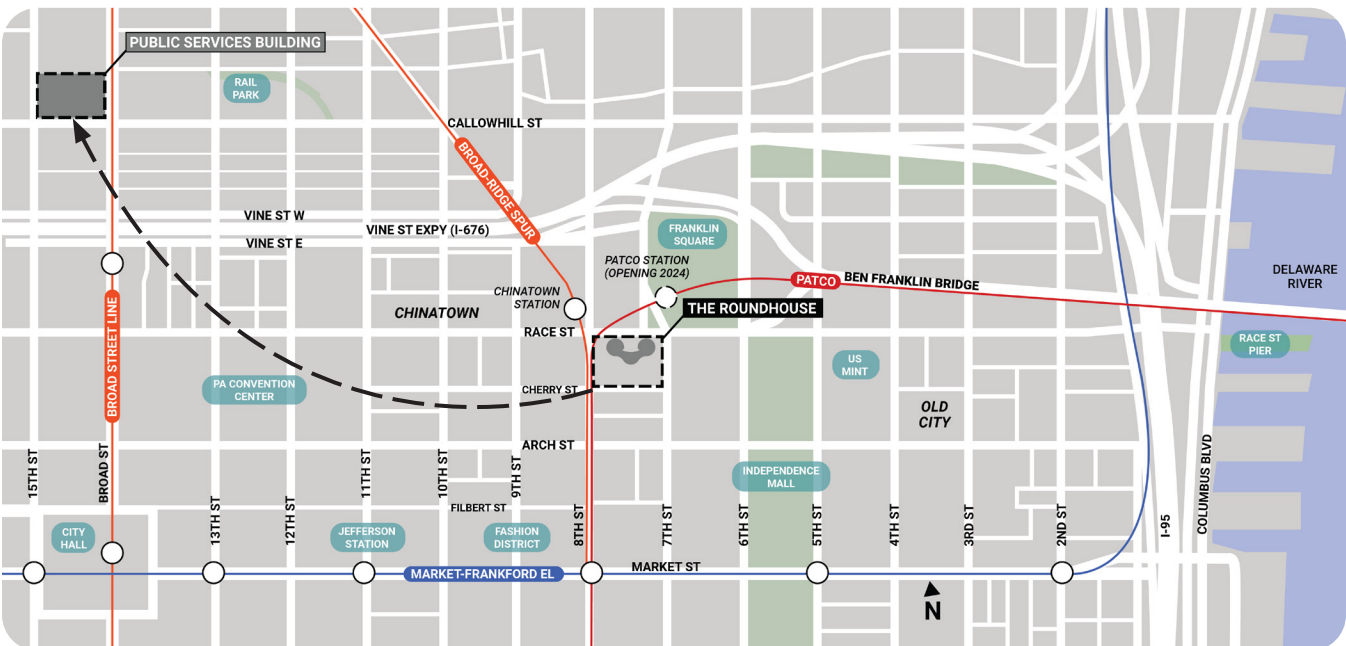 PUBLIC SERVICES BUILDING
RAIL
PARK
CALLOWHILL ST
BROAD-RIDGE SPUR
VINE ST W
VINE ST EXPY (I-676)
VINE ST E
FRANKLIN
SQUARE
PATCO STATION
(OPENING 2024)
PATCO
BEN FRANKLIN BRIDGE
DELAWARE
RIVER
CHINATOWN
STATION
CHINATOWN
THE ROUNDHOUSE
RACE ST
RACE ST
PIER
BROAD STREET LINE
PA CONVENTION
CENTER
CHERRY ST
US
MINT
OLD
CITY
ARCH ST
INDEPENDENCE
MALL
15TH ST
BROAD ST
13TH ST
12TH ST
11TH ST
10TH ST
9TH ST
8TH ST
7TH ST
6TH ST
5TH ST
4TH ST
3RD ST
2ND ST
I-95
COLUMBUS BLVD
FILBERT ST
CITY
HALL
JEFFERSON
STATION
FASHION
DISTRICT
MARKET-FRANKFORD EL
MARKET ST
N